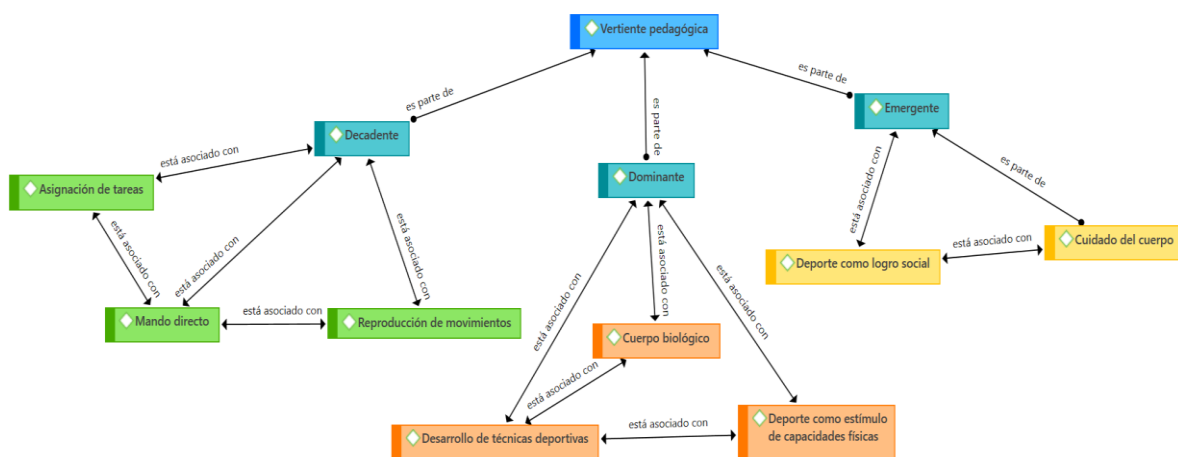 Vertiente pedagógica
es parte de
es parte de
es parte de
Decadente
Emergente
Dominante
está asociado con
Asignación de tareas
está asociado con
está asociado con
está asociado con
Mando directo
está asociado con
Reproducción de movimientos
está asociado con
es parte de
Deporte como logro social
está asociado con
Cuidado del cuerpo
está asociado con
está asociado con
está asociado con
Cuerpo biológico
está asociado con
Desarrollo de técnicas deportivas
está asociado con
Deporte como estímulo
de capacidades físicas